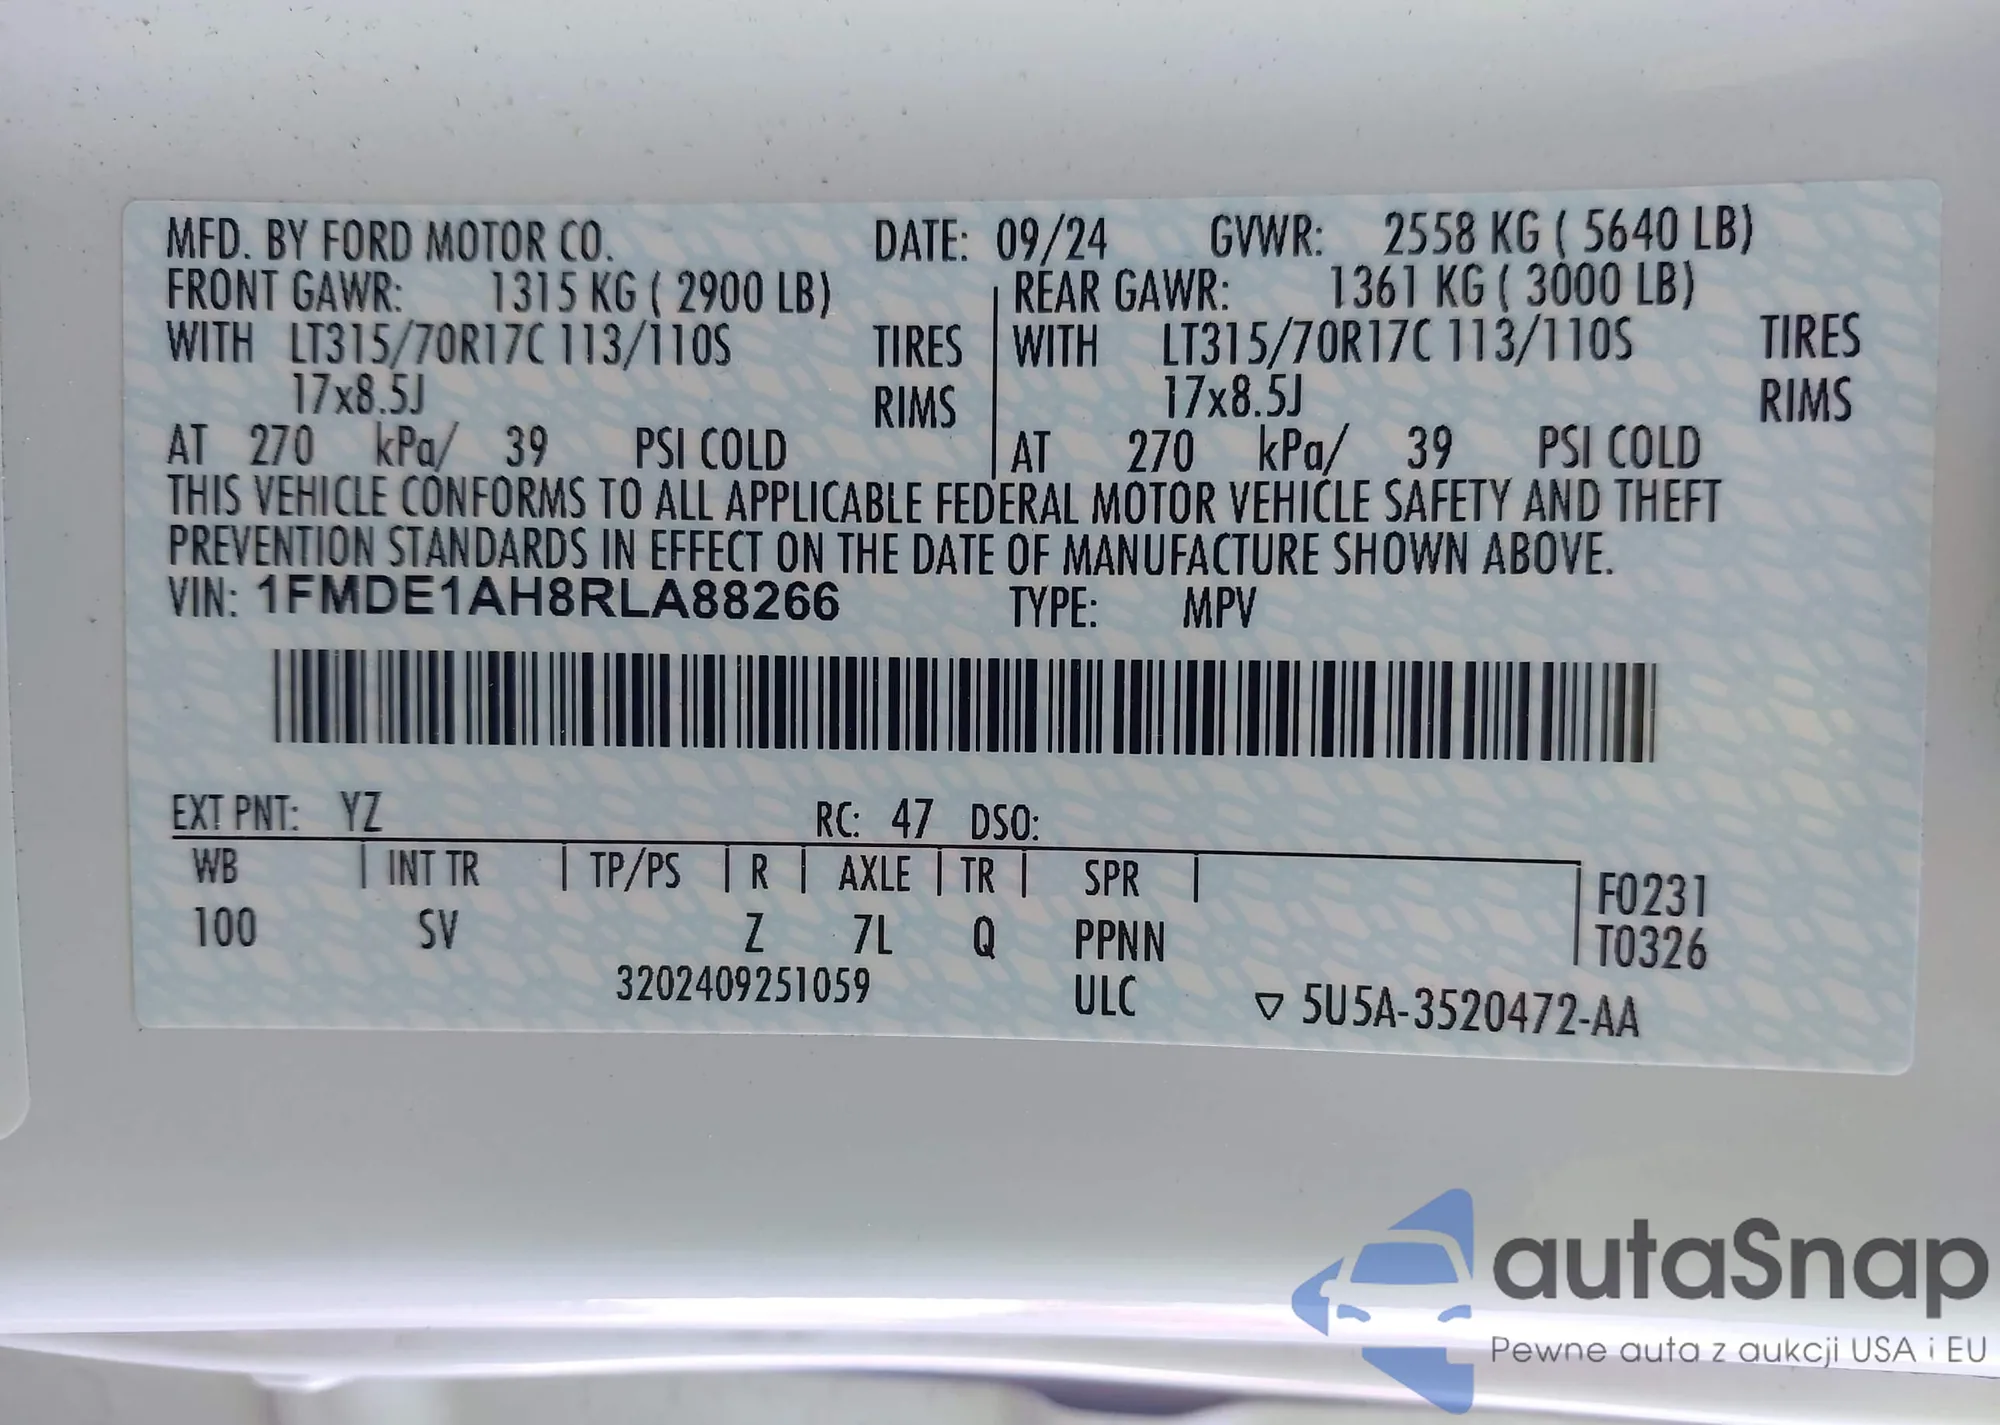 MFD. BY FORD MOTOR CO. DATE: 09/24 GVWR: 2558 KG ( 5640 LB)
FRONT GAWR: 1315 KG ( 2900 LB) REAR GAWR: 1361 KG ( 3000 LB)
WITH LT315/70R17C 113/110S TIRES WITH LT315/70R17C 113/110S TIRES
17x8.5J RIMS 17x8.5J RIMS
AT 270 kPa/ 39 PSI COLD AT 270 kPa/ 39 PSI COLD
THIS VEHICLE CONFORMS TO ALL APPLICABLE FEDERAL MOTOR VEHICLE SAFETY AND THEFT
PREVENTION STANDARDS IN EFFECT ON THE DATE OF MANUFACTURE SHOWN ABOVE.
VIN: 1FMDE1AH8RLA88266 TYPE: MPV
EXT PNT: YZ RC: 47 DSO:
WB INT TR TP/PS R AXLE TR SPR F0231
100 SV Z 7L Q PPNN T0326
3202409251059 ULC ▽ 5U5A-3520472-AA
autaSnap
Pewne auta z aukcji USA i EU